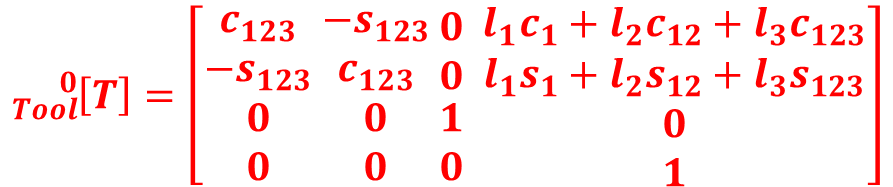 ⁰_Tool[T] = [ c₁₂₃ −s₁₂₃ 0 l₁c₁ + l₂c₁₂ + l₃c₁₂₃
−s₁₂₃ c₁₂₃ 0 l₁s₁ + l₂s₁₂ + l₃s₁₂₃
0 0 1 0
0 0 0 1 ]